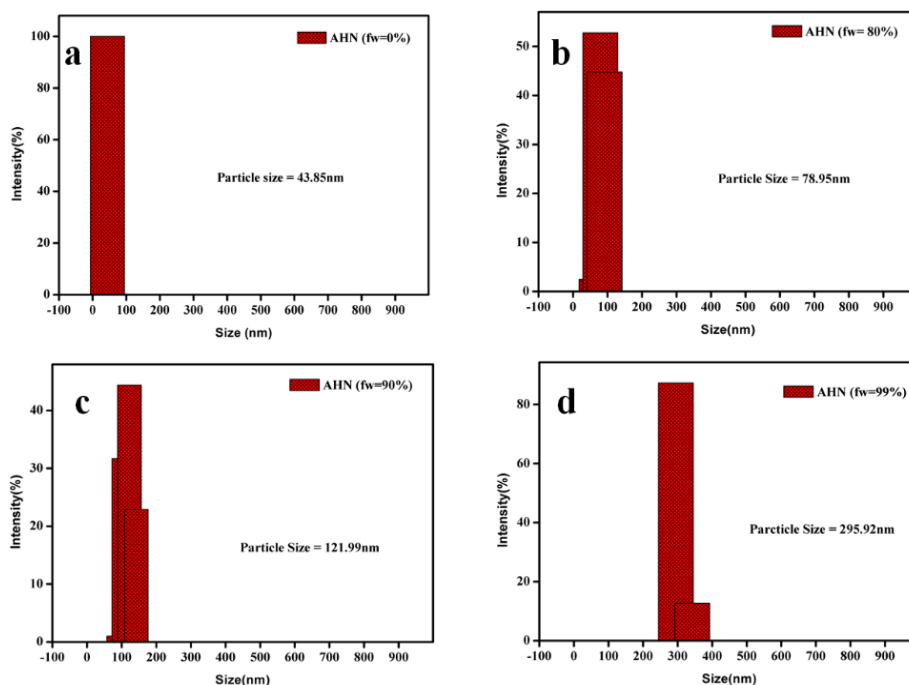 a
AHN (fw=0%)
Particle size = 43.85nm
Intensity(%)
100
80
60
40
20
0
-100 0 100 200 300 400 500 600 700 800 900
Size (nm)
b
AHN (fw= 80%)
Particle Size = 78.95nm
Intensity(%)
50
40
30
20
10
0
-100 0 100 200 300 400 500 600 700 800 900
Size(nm)
c
AHN (fw=90%)
Particle Size = 121.99nm
Intensity(%)
40
30
20
10
0
-100 0 100 200 300 400 500 600 700 800 900
Size(nm)
d
AHN (fw=99%)
Parcticle Size = 295.92nm
Intensity(%)
80
60
40
20
0
-100 0 100 200 300 400 500 600 700 800 900
Size(nm)